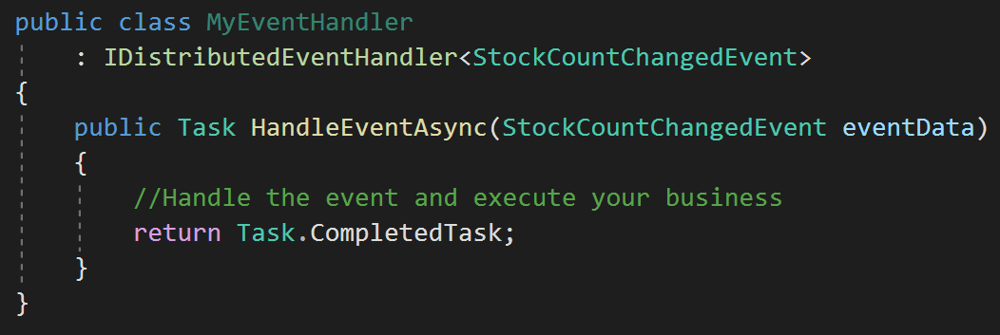 public class MyEventHandler
    : IDistributedEventHandler<StockCountChangedEvent>
{
    public Task HandleEventAsync(StockCountChangedEvent eventData)
    {
        //Handle the event and execute your business
        return Task.CompletedTask;
    }
}